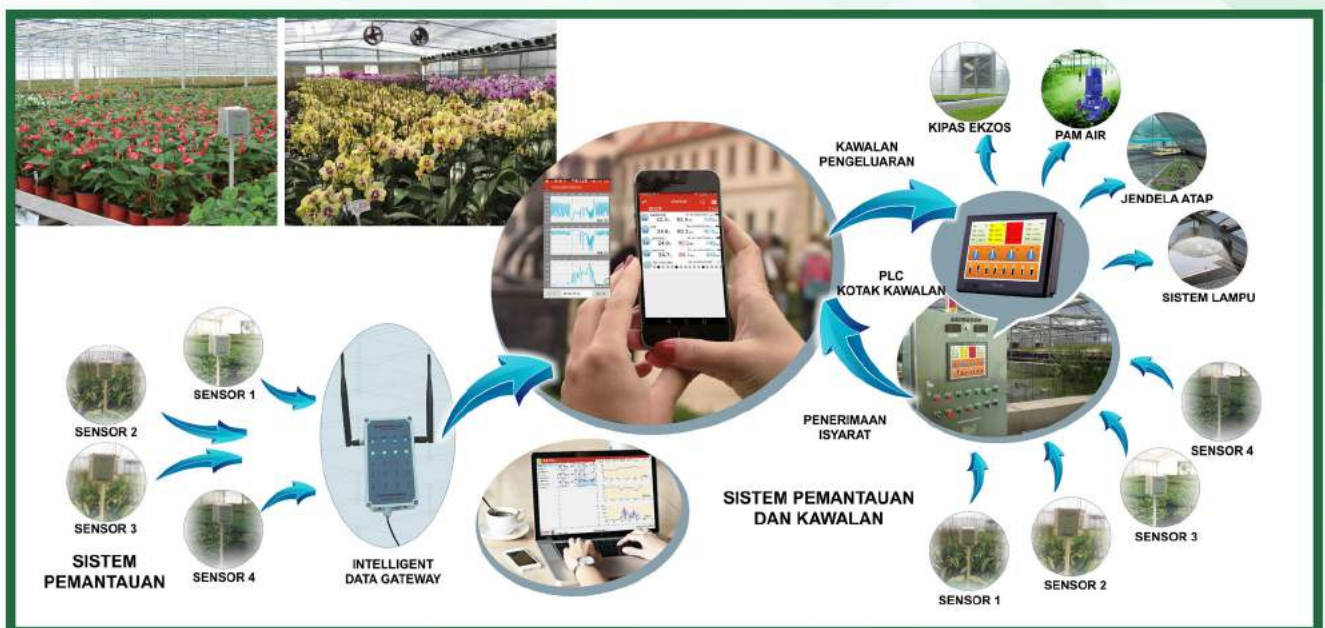 KIPAS EKZOS
PAM AIR
KAWALAN
PENGELUARAN
JENDELA ATAP
PLC
KOTAK KAWALAN
SISTEM LAMPU
SENSOR 1
SENSOR 2
SENSOR 3
SENSOR 4
SISTEM
PEMANTAUAN
INTELLIGENT
DATA GATEWAY
PENERIMAAN
ISYARAT
SISTEM PEMANTAUAN
DAN KAWALAN
SENSOR 4
SENSOR 3
SENSOR 2
SENSOR 1